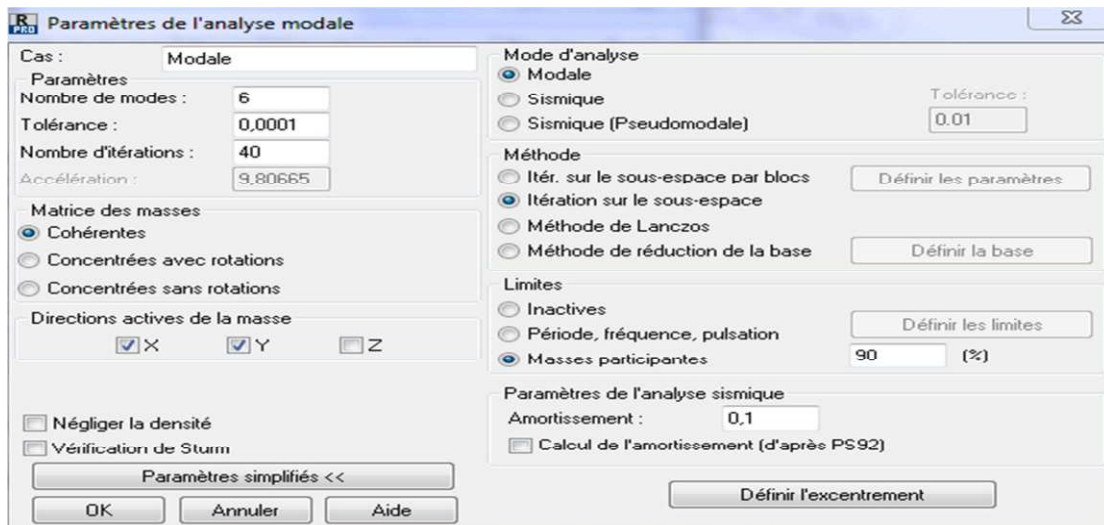 R
PRO
Paramètres de l'analyse modale
Cas :
Modale
Paramètres
Nombre de modes :
6
Tolérance :
0,0001
Nombre d'itérations :
40
Accélération :
9,80665
Matrice des masses
Cohérentes
Concentrées avec rotations
Concentrées sans rotations
Directions actives de la masse
X
Y
Z
Négliger la densité
Vérification de Sturm
Paramètres simplifiés <<
OK
Annuler
Aide
Mode d'analyse
Modale
Sismique
Sismique (Pseudomodale)
Tolérance :
0.01
Méthode
Itér. sur le sous-espace par blocs
Définir les paramètres
Itération sur le sous-espace
Méthode de Lanczos
Méthode de réduction de la base
Définir la base
Limites
Inactives
Période, fréquence, pulsation
Définir les limites
Masses participantes
90
(%)
Paramètres de l'analyse sismique
Amortissement :
0,1
Calcul de l'amortissement (d'après PS92)
Définir l'excentrement